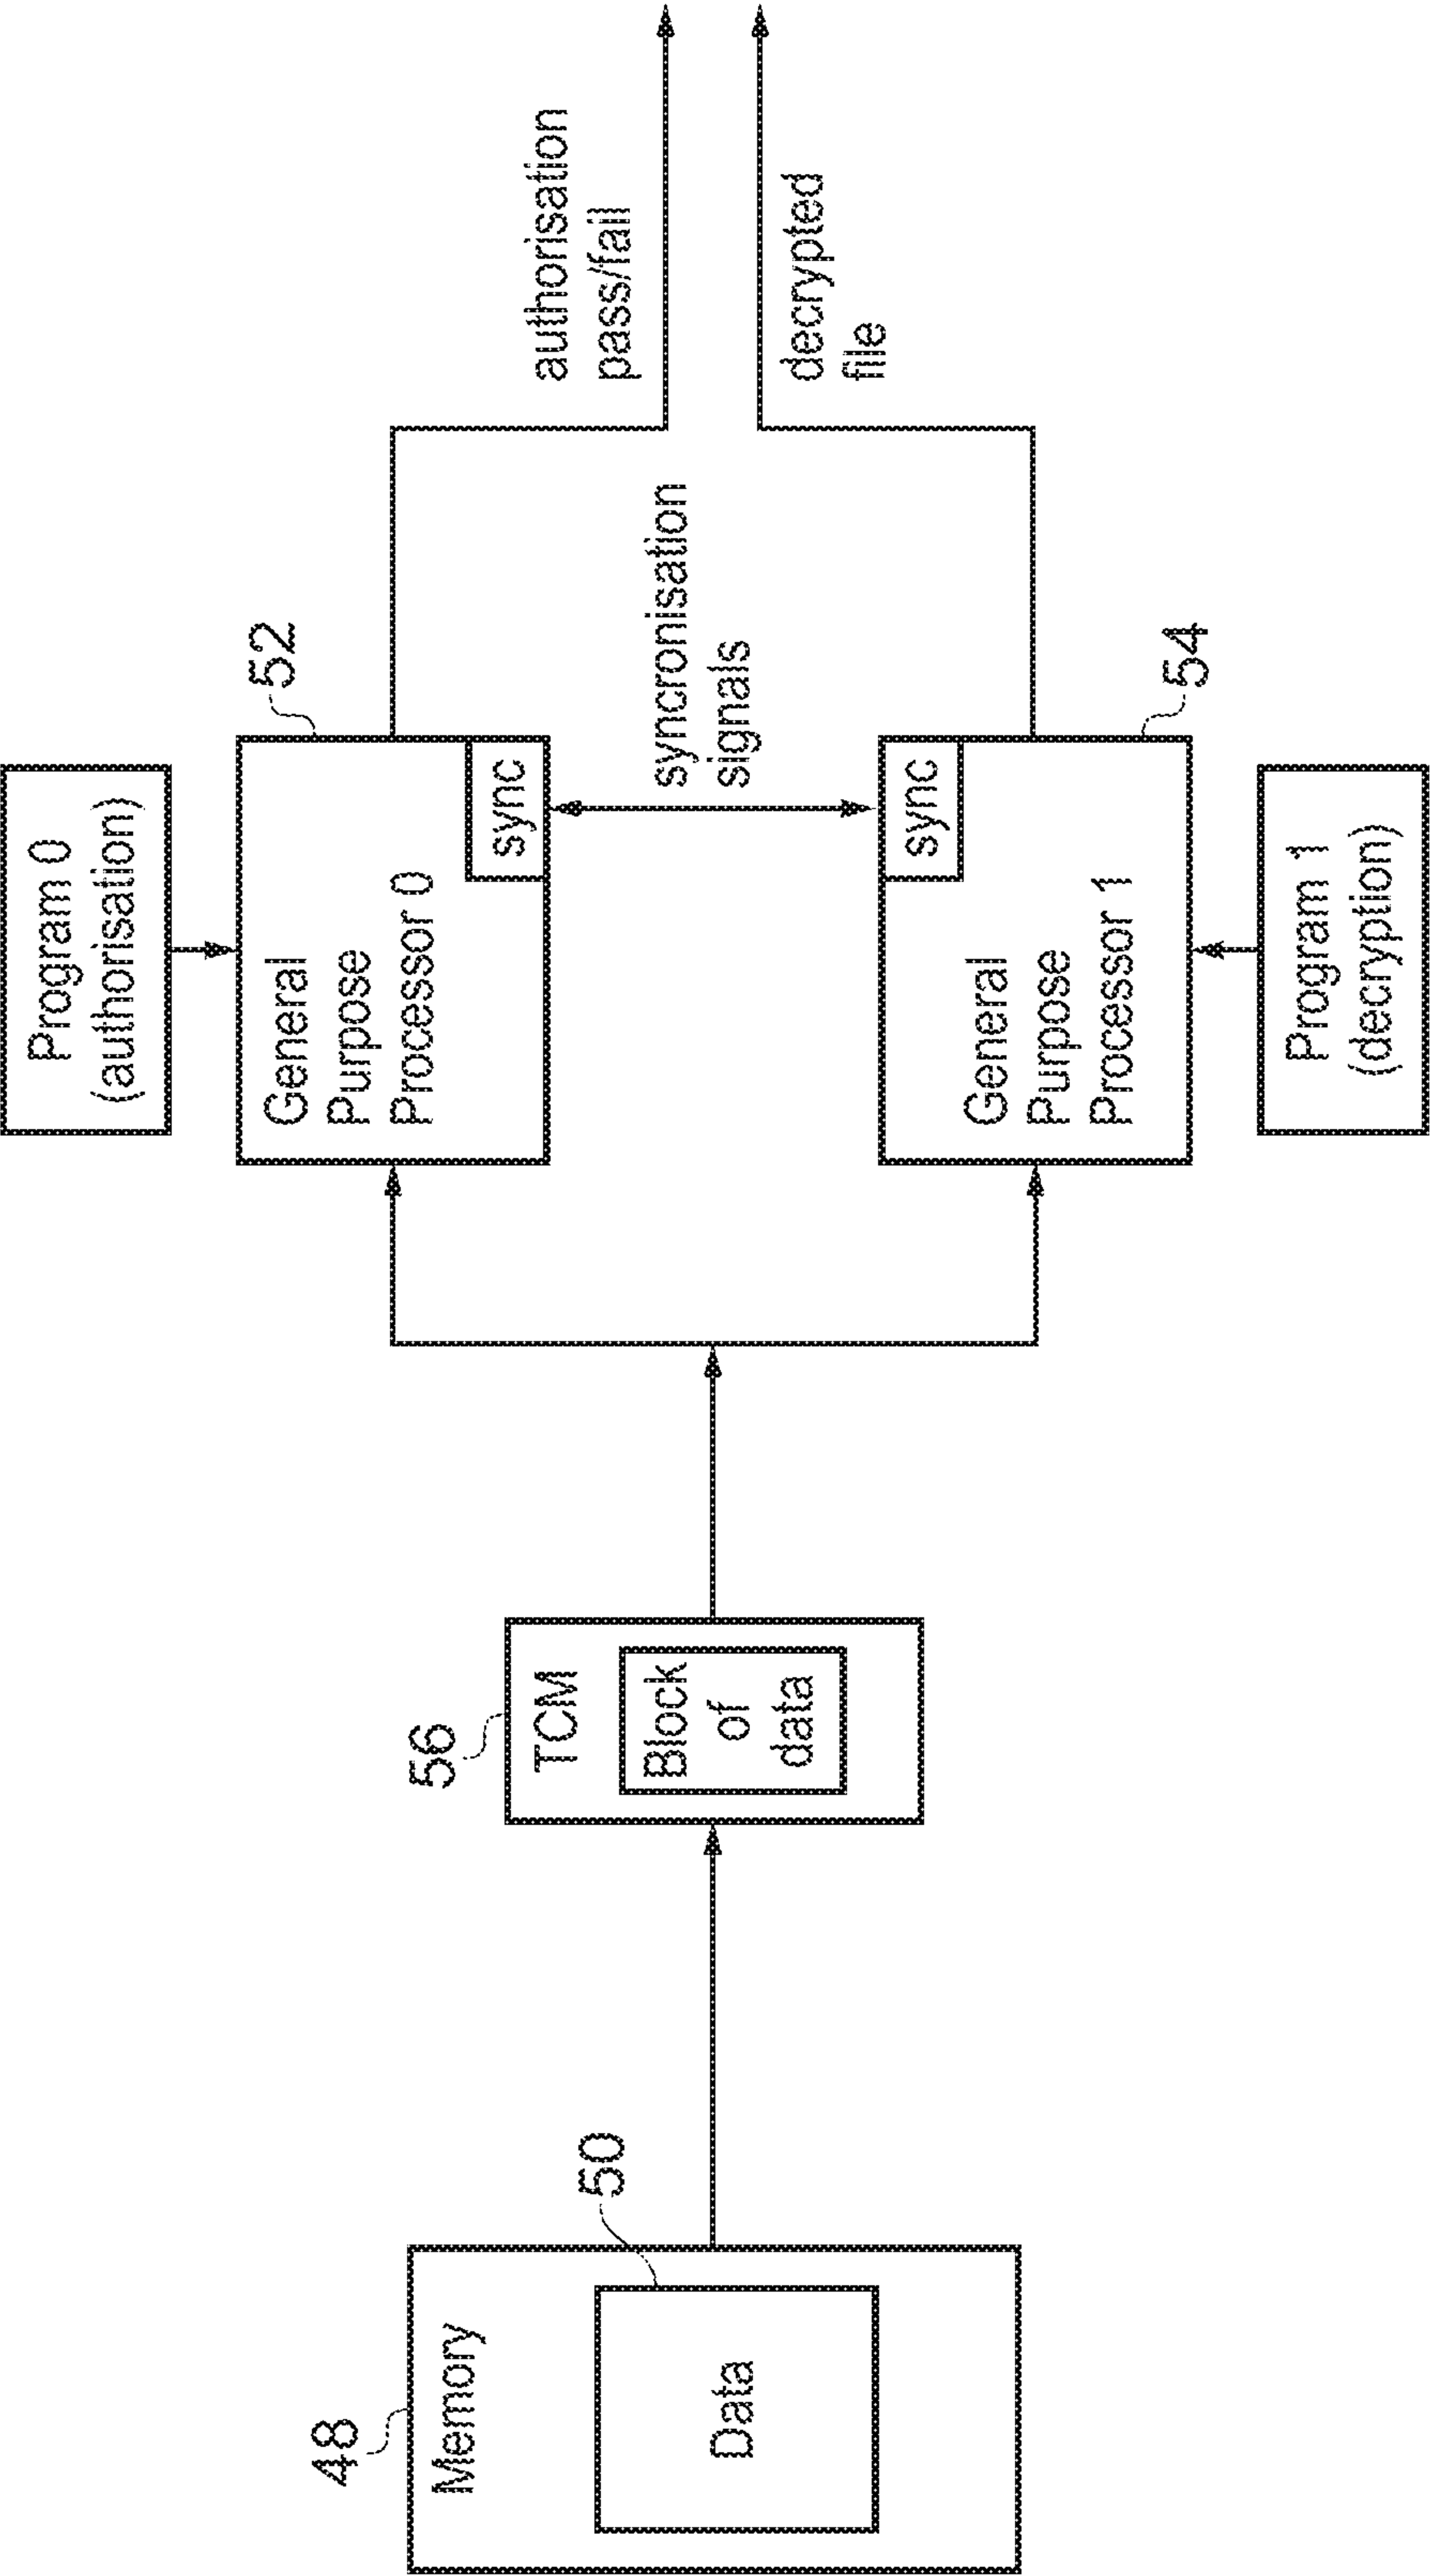 48
Memory
50
Data
56
TCM
Block
of
data
Program 0
(authorisation)
52
General
Purpose
Processor 0
sync
syncronisation
signals
sync
General
Purpose
Processor 1
54
Program 1
(decryption)
authorisation
pass/fail
decrypted
file